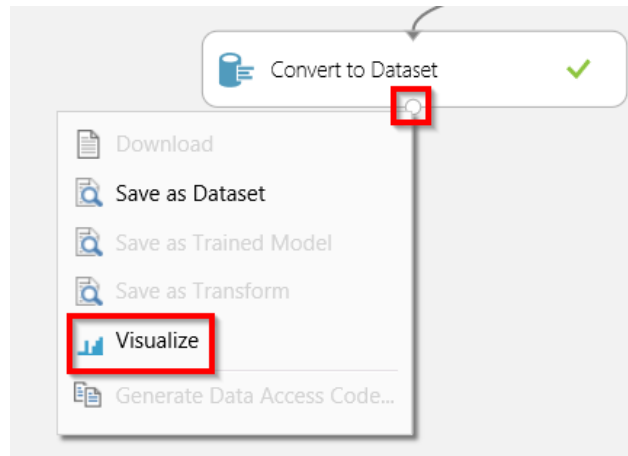 Convert to Dataset
Download
Save as Dataset
Save as Trained Model
Save as Transform
Visualize
Generate Data Access Code...